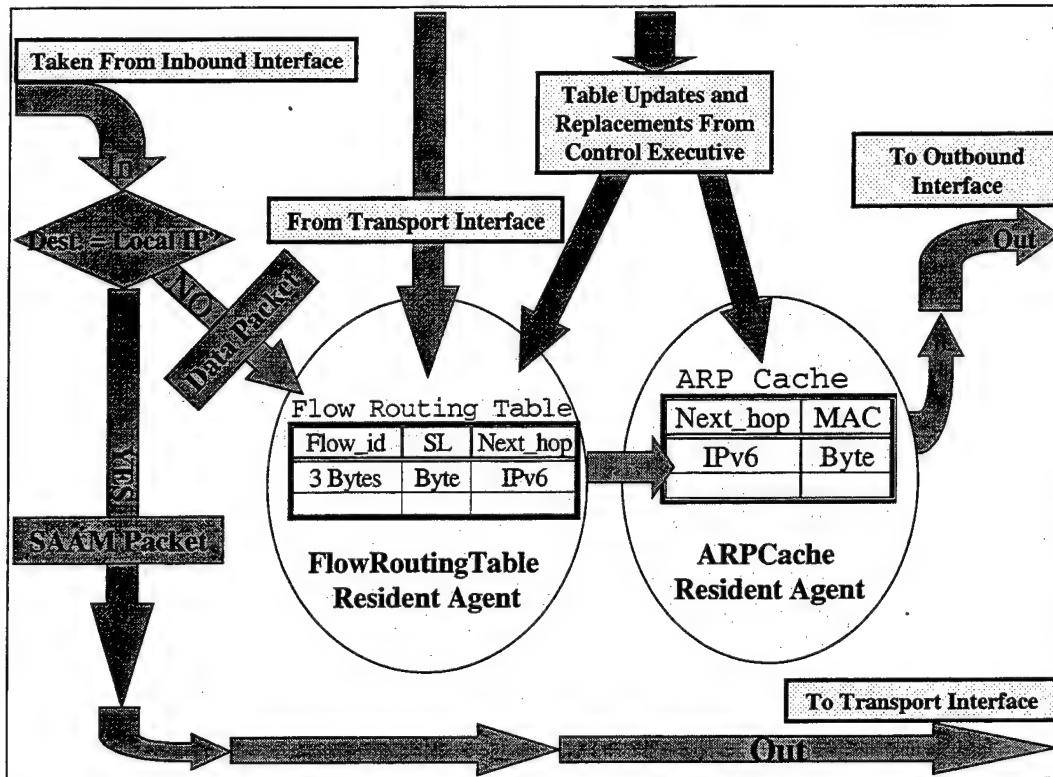 Taken From Inbound Interface
Table Updates and
Replacements From
Control Executive
To Outbound
Interface
In
Dest. = Local IP?
From Transport Interface
Out
NO
Data Packet
Flow Routing Table
Flow_id SL Next_hop
3 Bytes Byte IPv6
ARP Cache
Next_hop MAC
IPv6 Byte
YES
SAAM Packet
FlowRoutingTable
Resident Agent
ARPCache
Resident Agent
To Transport Interface
Out